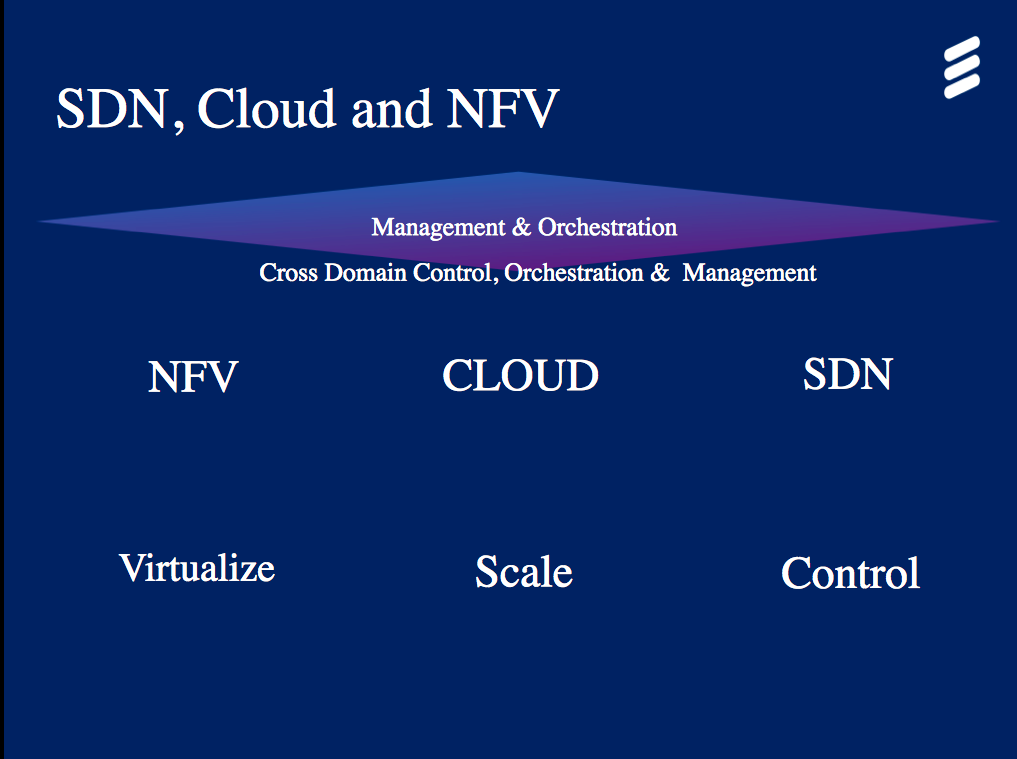 SDN, Cloud and NFV
Management & Orchestration
Cross Domain Control, Orchestration &  Management
NFV
CLOUD
SDN
Virtualize
Scale
Control